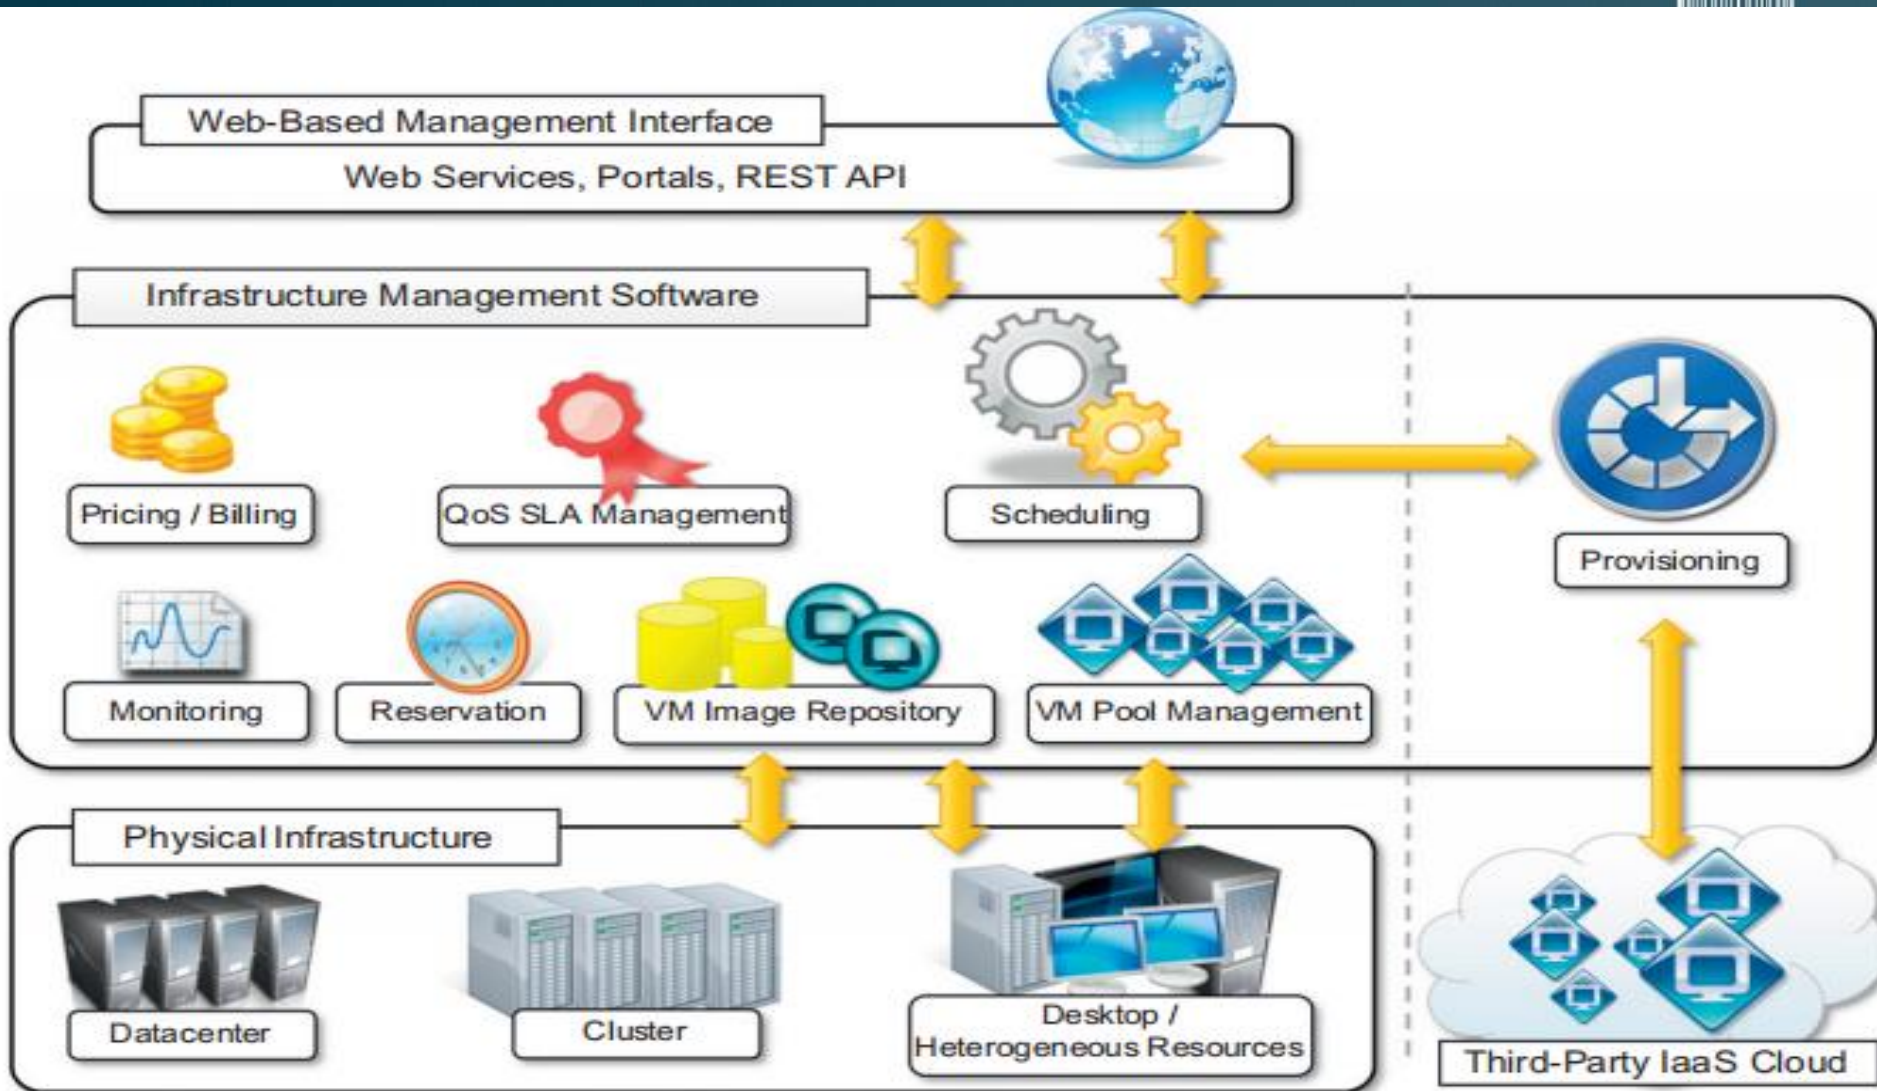 Web-Based Management Interface
Web Services, Portals, REST API
Infrastructure Management Software
Pricing / Billing
QoS SLA Management
Scheduling
Provisioning
Monitoring
Reservation
VM Image Repository
VM Pool Management
Physical Infrastructure
Datacenter
Cluster
Desktop /
Heterogeneous Resources
Third-Party IaaS Cloud